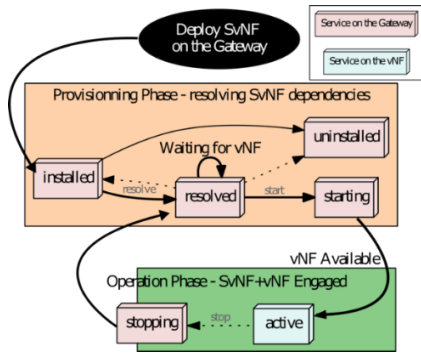 Deploy SvNF
on the Gateway
Service on the Gateway
Service on the vNF
Provisionning Phase - resolving SvNF dependencies
uninstalled
Waiting for vNF
installed
resolve
resolved
start
starting
vNF Available
Operation Phase - SvNF+vNF Engaged
stopping
stop
active